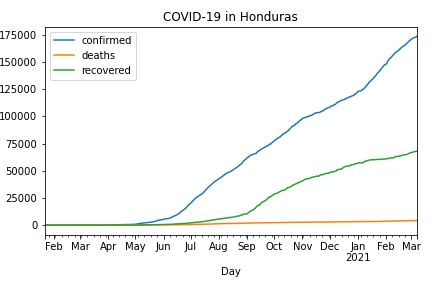 COVID-19 in Honduras
confirmed
deaths
recovered
175000
150000
125000
100000
75000
50000
25000
0
Feb Mar Apr May Jun Jul Aug Sep Oct Nov Dec Jan Feb Mar
2021
Day